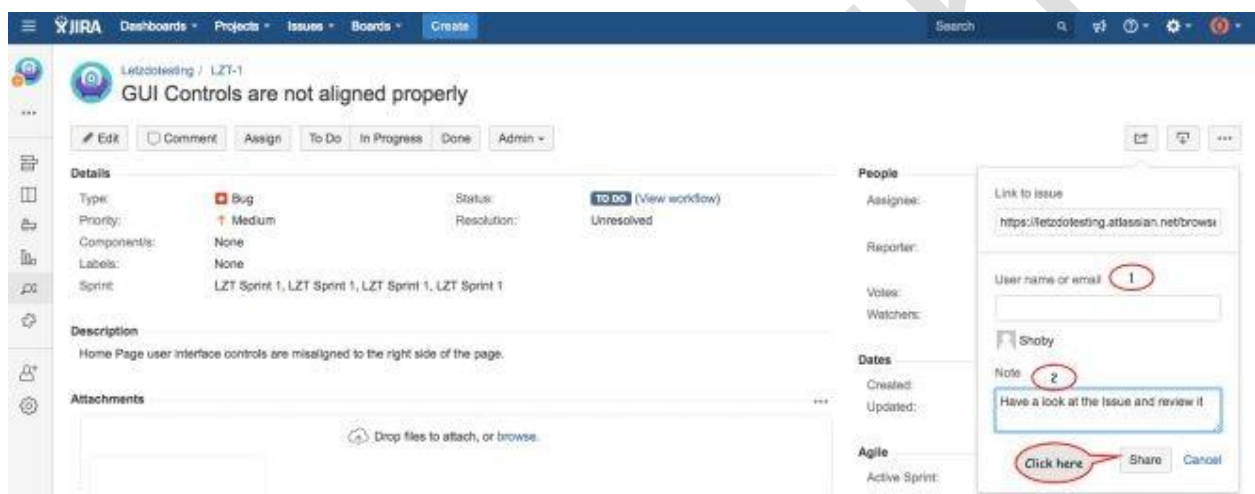 JIRA Dashboards Projects Issues Boards Create Search
Letzdotesting / LZT-1
GUI Controls are not aligned properly
Edit Comment Assign To Do In Progress Done Admin
Details
Type: Bug Status: TO DO (View workflow)
Priority: Medium Resolution: Unresolved
Component/s: None
Labels: None
Sprint: LZT Sprint 1, LZT Sprint 1, LZT Sprint 1, LZT Sprint 1
Description
Home Page user interface controls are misaligned to the right side of the page.
Attachments
Drop files to attach, or browse.
People
Assignee:
Reporter:
Votes:
Watchers:
Dates
Created:
Updated:
Agile
Active Sprint:
Link to issue
https://letzdotesting.atlassian.net/browse
User name or email 1
Shoby
Note 2
Have a look at the Issue and review it
Click here Share Cancel